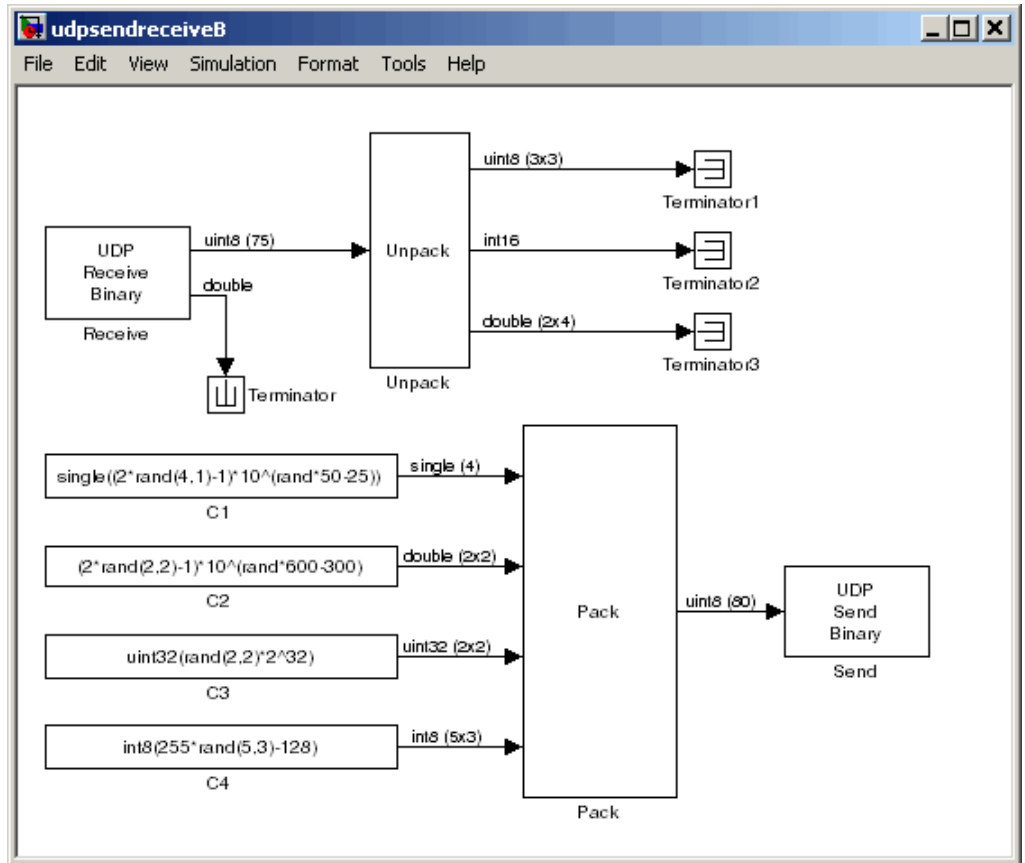 udpsendreceiveB
File Edit View Simulation Format Tools Help
uint8 (3x3)
Terminator1
UDP
Receive
Binary
Receive
uint8 (75)
double
Unpack
Unpack
int16
Terminator2
double (2x4)
Terminator3
Terminator
single((2*rand(4,1)-1)*10^(rand*50-25))
C1
single (4)
(2*rand(2,2)-1)*10^(rand*600-300)
C2
double (2x2)
uint32(rand(2,2)*2^32)
C3
uint32 (2x2)
int8(255*rand(5,3)-128)
C4
int8 (5x3)
Pack
Pack
uint8 (80)
UDP
Send
Binary
Send